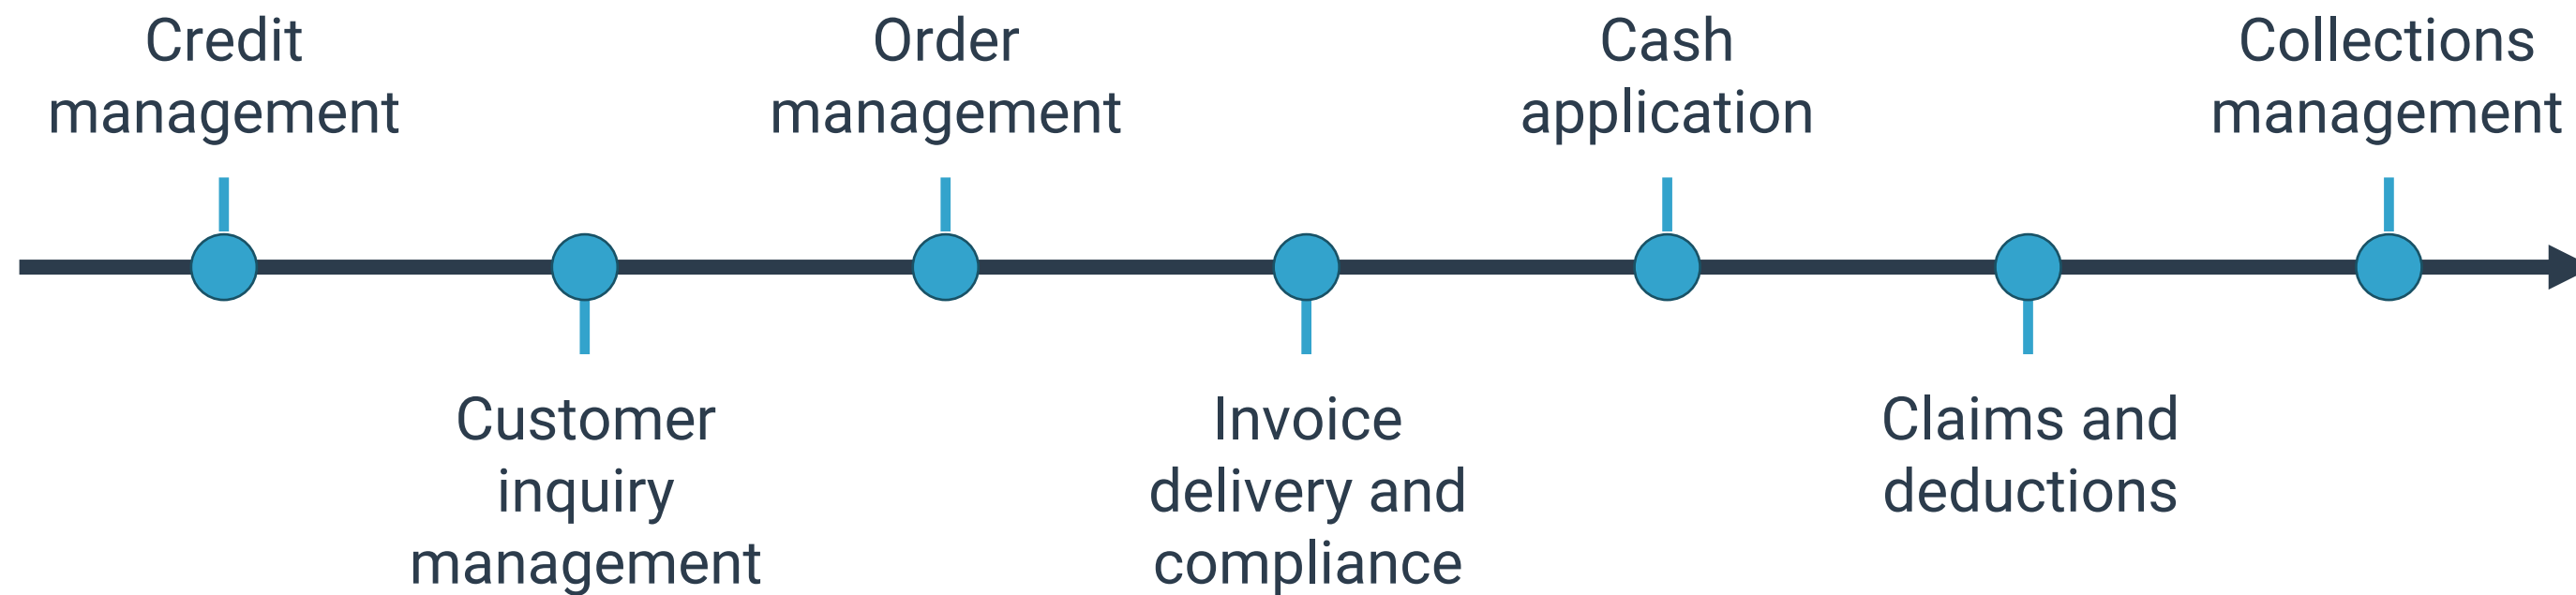 Credit
management
Customer
inquiry
management
Order
management
Invoice
delivery and
compliance
Cash
application
Claims and
deductions
Collections
management